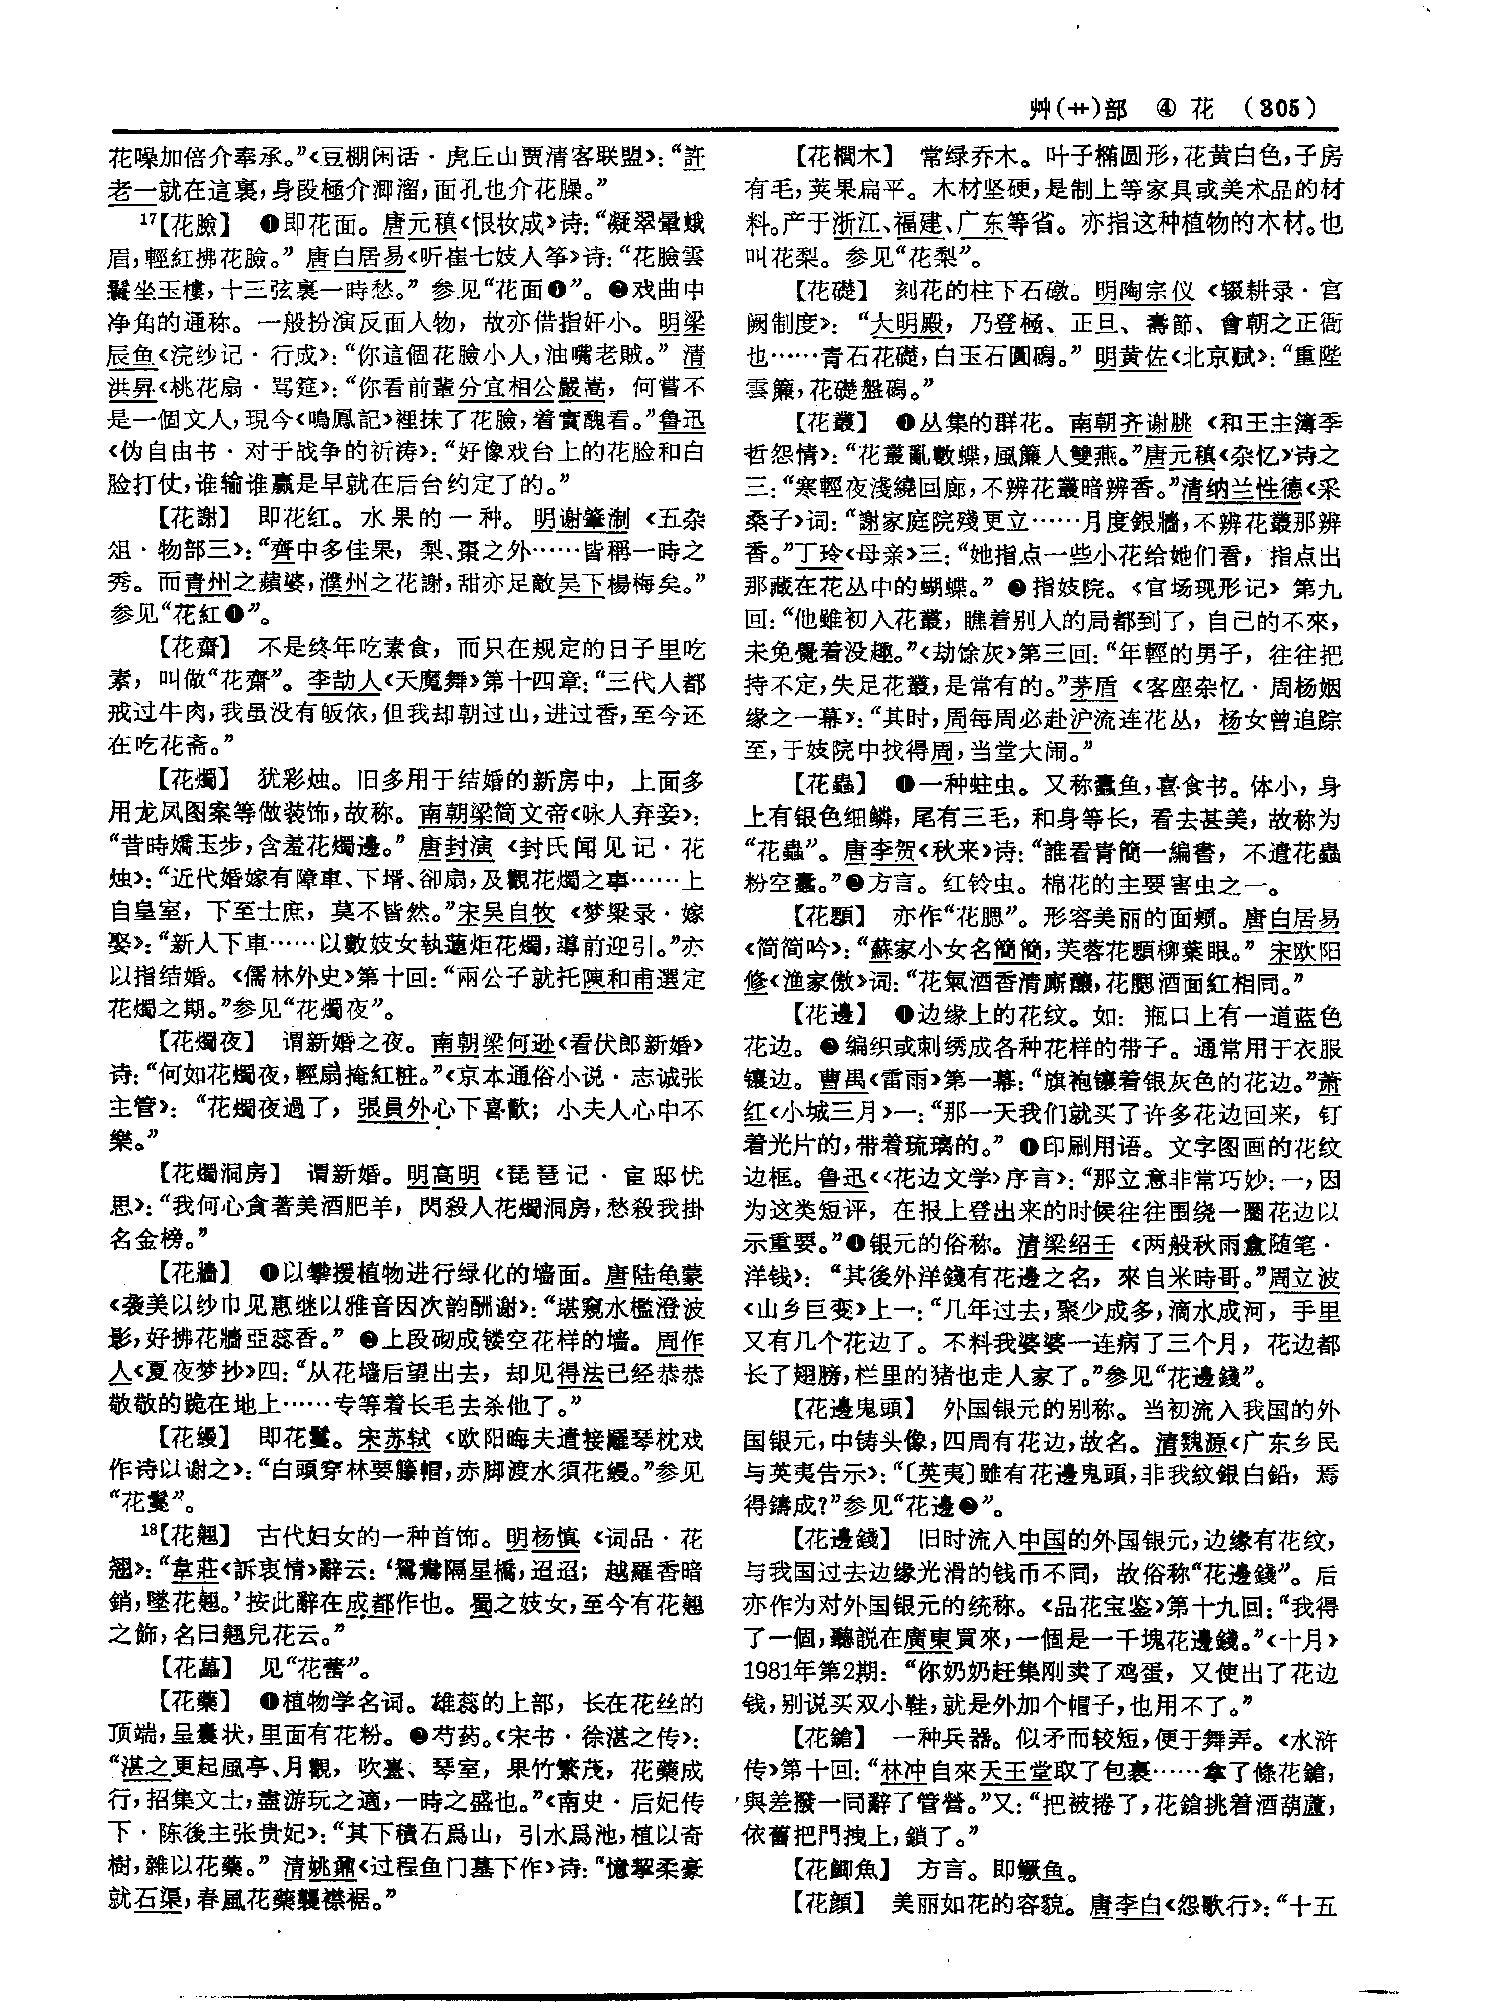 艸(艹)部 ④ 花 (305)
花噪加倍介奉承。”《豆棚闲话·虎丘山贾清客联盟》：“許
老一就在這裏，身段極介溜，面孔也介花臊。”
17【花臉】 ❶即花面。唐元稹《恨妆成》诗：“凝翠暈蛾
眉，輕紅拂花臉。” 唐白居易《听崔七妓人筝》诗：“花臉雲
鬟坐玉樓，十三弦裏一時愁。” 参见“花面❶”。❷戏曲中
净角的通称。一般扮演反面人物，故亦借指奸小。明梁
辰鱼《浣纱记·行成》：“你這個花臉小人，油嘴老賊。” 清
洪昇《桃花扇·骂筵》：“你看前輩分宜相公嚴嵩，何嘗不
是一個文人，現今《鳴鳳記》裡抹了花臉，着實醜看。”鲁迅
《伪自由书·对于战争的祈涛》：“好像戏台上的花脸和白
脸打仗，谁输谁赢是早就在后台约定了的。”
【花謝】 即花红。水果的一种。明谢肇淛《五杂
俎·物部三》：“齊中多佳果，梨、棗之外……皆稱一時之
秀。而青州之蘋婆，濮州之花謝，甜亦足敵吴下楊梅矣。”
参见“花紅❶”。
【花齋】 不是终年吃素食，而只在规定的日子里吃
素，叫做“花齋”。李劼人《天魔舞》第十四章：“三代人都
戒过牛肉，我虽没有皈依，但我却朝过山，进过香，至今还
在吃花斋。”
【花燭】 犹彩烛。旧多用于结婚的新房中，上面多
用龙凤图案等做装饰，故称。南朝梁简文帝《咏人弃妾》：
“昔時嬌玉步，含羞花燭邊。” 唐封演《封氏闻见记·花
烛》：“近代婚嫁有障車、下壻、卻扇，及觀花燭之事……上
自皇室，下至士庶，莫不皆然。”宋吴自牧《梦粱录·嫁
娶》：“新人下車……以數妓女執蓮炬花燭，導前迎引。”亦
以指结婚。《儒林外史》第十回：“兩公子就托陳和甫選定
花燭之期。”参见“花燭夜”。
【花燭夜】 谓新婚之夜。南朝梁何逊《看伏郎新婚》
诗：“何如花燭夜，輕扇掩紅粧。”《京本通俗小说·志诚张
主管》：“花燭夜過了，張員外心下喜歡；小夫人心中不
樂。”
【花燭洞房】 谓新婚。明高明《琵琶记·宦邸忧
思》：“我何心貪著美酒肥羊，閃殺人花燭洞房，愁殺我掛
名金榜。”
【花牆】 ❶以攀援植物进行绿化的墙面。唐陆龟蒙
《袭美以纱巾见惠继以雅音因次韵酬谢》：“堪窺水檻澄波
影，好拂花牆亞蕊香。” ❷上段砌成镂空花样的墙。周作
人《夏夜梦抄》四：“从花墙后望出去，却见得法已经恭恭
敬敬的跪在地上……专等着长毛去杀他了。”
【花縵】 即花鬘。宋苏轼《欧阳晦夫遗接䍦琴枕戏
作诗以谢之》：“白頭穿林要籐帽，赤脚渡水須花縵。”参见
“花鬘”。
18【花翹】 古代妇女的一种首饰。明杨慎《词品·花
翘》：“韋莊《訴衷情》辭云：‘鴛鴦隔星橋，迢迢；越羅香暗
銷，墜花翹。’按此辭在成都作也。蜀之妓女，至今有花翹
之飾，名曰翹兒花云。”
【花蘁】 见“花萼”。
【花藥】 ❶植物学名词。雄蕊的上部，长在花丝的
顶端，呈囊状，里面有花粉。❷芍药。《宋书·徐湛之传》：
“湛之更起風亭、月觀，吹臺、琴室，果竹繁茂，花藥成
行，招集文士，盡游玩之適，一時之盛也。”《南史·后妃传
下·陈後主张贵妃》：“其下積石爲山，引水爲池，植以奇
樹，雜以花藥。” 清姚鼐《过程鱼门墓下作》诗：“憶挈柔豪
就石渠，春風花藥襲襟裾。”
【花櫚木】 常绿乔木。叶子椭圆形，花黄白色，子房
有毛，荚果扁平。木材坚硬，是制上等家具或美术品的材
料。产于浙江、福建、广东等省。亦指这种植物的木材。也
叫花梨。参见“花梨”。
【花礎】 刻花的柱下石礅。明陶宗仪《辍耕录·宫
阙制度》：“大明殿，乃登極、正旦、壽節、會朝之正衙
也……青石花礎，白玉石圓磶。” 明黄佐《北京赋》：“重陛
雲簾，花礎盤磶。”
【花叢】 ❶丛集的群花。南朝齐谢朓《和王主簿季
哲怨情》：“花叢亂數蝶，風簾人雙燕。”唐元稹《杂忆》诗之
三：“寒輕夜淺繞回廊，不辨花叢暗辨香。”清纳兰性德《采
桑子》词：“謝家庭院殘更立……月度銀牆，不辨花叢那辨
香。”丁玲《母亲》三：“她指点一些小花给她们看，指点出
那藏在花丛中的蝴蝶。” ❷指妓院。《官场现形记》第九
回：“他雖初入花叢，瞧着別人的局都到了，自己的不來，
未免覺着没趣。”《劫馀灰》第三回：“年輕的男子，往往把
持不定，失足花叢，是常有的。”茅盾《客座杂忆·周杨姻
缘之一幕》：“其时，周每周必赴沪流连花丛，杨女曾追踪
至，于妓院中找得周，当堂大闹。”
【花蟲】 ❶一种蛀虫。又称蠹鱼，喜食书。体小，身
上有银色细鳞，尾有三毛，和身等长，看去甚美，故称为
“花蟲”。唐李贺《秋来》诗：“誰看青簡一編書，不遣花蟲
粉空蠹。”❷方言。红铃虫。棉花的主要害虫之一。
【花顋】 亦作“花腮”。形容美丽的面颊。唐白居易
《简简吟》：“蘇家小女名簡簡，芙蓉花顋柳葉眼。” 宋欧阳
修《渔家傲》词：“花氣酒香清廝釀，花腮酒面紅相向。”
【花邊】 ❶边缘上的花纹。如：瓶口上有一道蓝色
花边。❷编织或刺绣成各种花样的带子。通常用于衣服
镶边。曹禺《雷雨》第一幕：“旗袍镶着银灰色的花边。”萧
红《小城三月》一：“那一天我们就买了许多花边回来，钉
着光片的，带着琉璃的。” ❶印刷用语。文字图画的花纹
边框。鲁迅《〈花边文学〉序言》：“那立意非常巧妙：一，因
为这类短评，在报上登出来的时候往往围绕一圈花边以
示重要。”❹银元的俗称。清梁绍壬《两般秋雨盦随笔·
洋钱》：“其後外洋錢有花邊之名，來自米時哥。”周立波
《山乡巨变》上一：“几年过去，聚少成多，滴水成河，手里
又有几个花边了。不料我婆婆一连病了三个月，花边都
长了翅膀，栏里的猪也走人家了。”参见“花邊錢”。
【花邊鬼頭】 外国银元的别称。当初流入我国的外
国银元，中铸头像，四周有花边，故名。清魏源《广东乡民
与英夷告示》：“〔英夷〕雖有花邊鬼頭，非我紋銀白鉛，焉
得鑄成？”参见“花邊❷”。
【花邊錢】 旧时流入中国的外国银元，边缘有花纹，
与我国过去边缘光滑的钱币不同，故俗称“花邊錢”。后
亦作为对外国银元的统称。《品花宝鉴》第十九回：“我得
了一個，聽説在廣東買來，一個是一千塊花邊錢。”《十月》
1981年第2期：“你奶奶赶集刚卖了鸡蛋，又使出了花边
钱，别说买双小鞋，就是外加个帽子，也用不了。”
【花鎗】 一种兵器。似矛而较短，便于舞弄。《水浒
传》第十回：“林冲自來天王堂取了包裹……拿了條花鎗，
與差撥一同辭了管營。”又：“把被捲了，花鎗挑着酒葫蘆，
依舊把門拽上，鎖了。”
【花鯽魚】 方言。即鳜鱼。
【花顔】 美丽如花的容貌。唐李白《怨歌行》：“十五